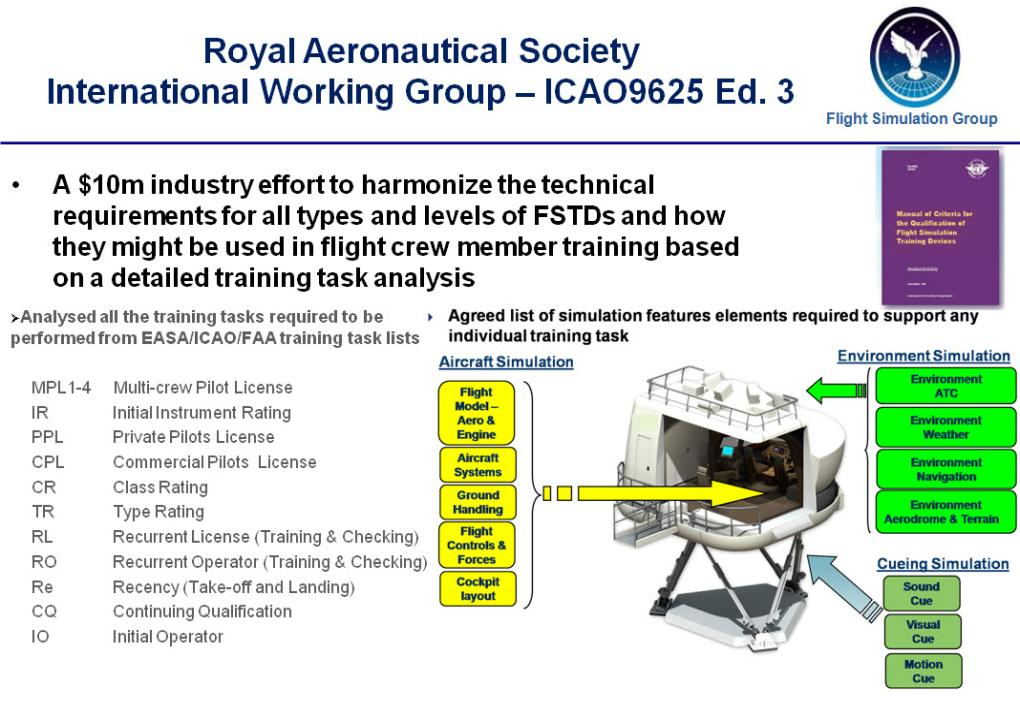 Royal Aeronautical Society
International Working Group – ICAO9625 Ed. 3
Flight Simulation Group
• A $10m industry effort to harmonize the technical
requirements for all types and levels of FSTDs and how
they might be used in flight crew member training based
on a detailed training task analysis
Manual of Criteria for
the Qualification of
Flight Simulation
Training Devices
➢Analysed all the training tasks required to be
performed from EASA/ICAO/FAA training task lists
MPL1-4 Multi-crew Pilot License
IR Initial Instrument Rating
PPL Private Pilots License
CPL Commercial Pilots License
CR Class Rating
TR Type Rating
RL Recurrent License (Training & Checking)
RO Recurrent Operator (Training & Checking)
Re Recency (Take-off and Landing)
CQ Continuing Qualification
IO Initial Operator
Agreed list of simulation features elements required to support any
individual training task
Aircraft Simulation
Flight
Model –
Aero &
Engine
Aircraft
Systems
Ground
Handling
Flight
Controls &
Forces
Cockpit
layout
Environment Simulation
Environment
ATC
Environment
Weather
Environment
Navigation
Environment
Aerodrome & Terrain
Cueing Simulation
Sound
Cue
Visual
Cue
Motion
Cue